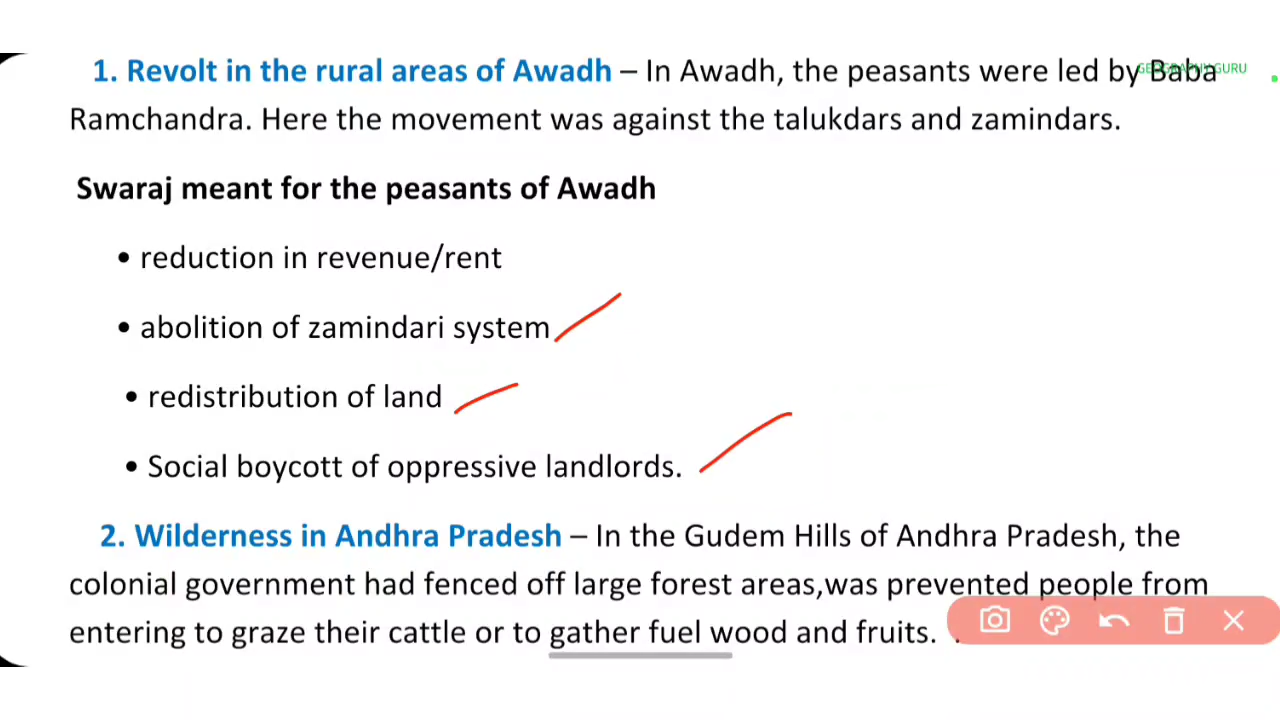 1. Revolt in the rural areas of Awadh – In Awadh, the peasants were led by Baba
GEOGRAPHY GURU
Ramchandra. Here the movement was against the talukdars and zamindars.
Swaraj meant for the peasants of Awadh
• reduction in revenue/rent
• abolition of zamindari system
• redistribution of land
• Social boycott of oppressive landlords.
2. Wilderness in Andhra Pradesh – In the Gudem Hills of Andhra Pradesh, the
colonial government had fenced off large forest areas,was prevented people from
entering to graze their cattle or to gather fuel wood and fruits.